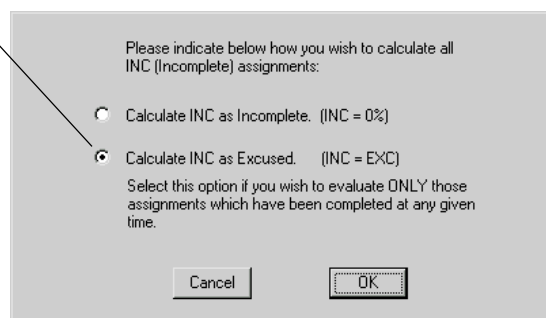 Please indicate below how you wish to calculate all
INC (Incomplete) assignments:
Calculate INC as Incomplete. (INC = 0%)
Calculate INC as Excused. (INC = EXC)
Select this option if you wish to evaluate ONLY those
assignments which have been completed at any given
time.
Cancel OK